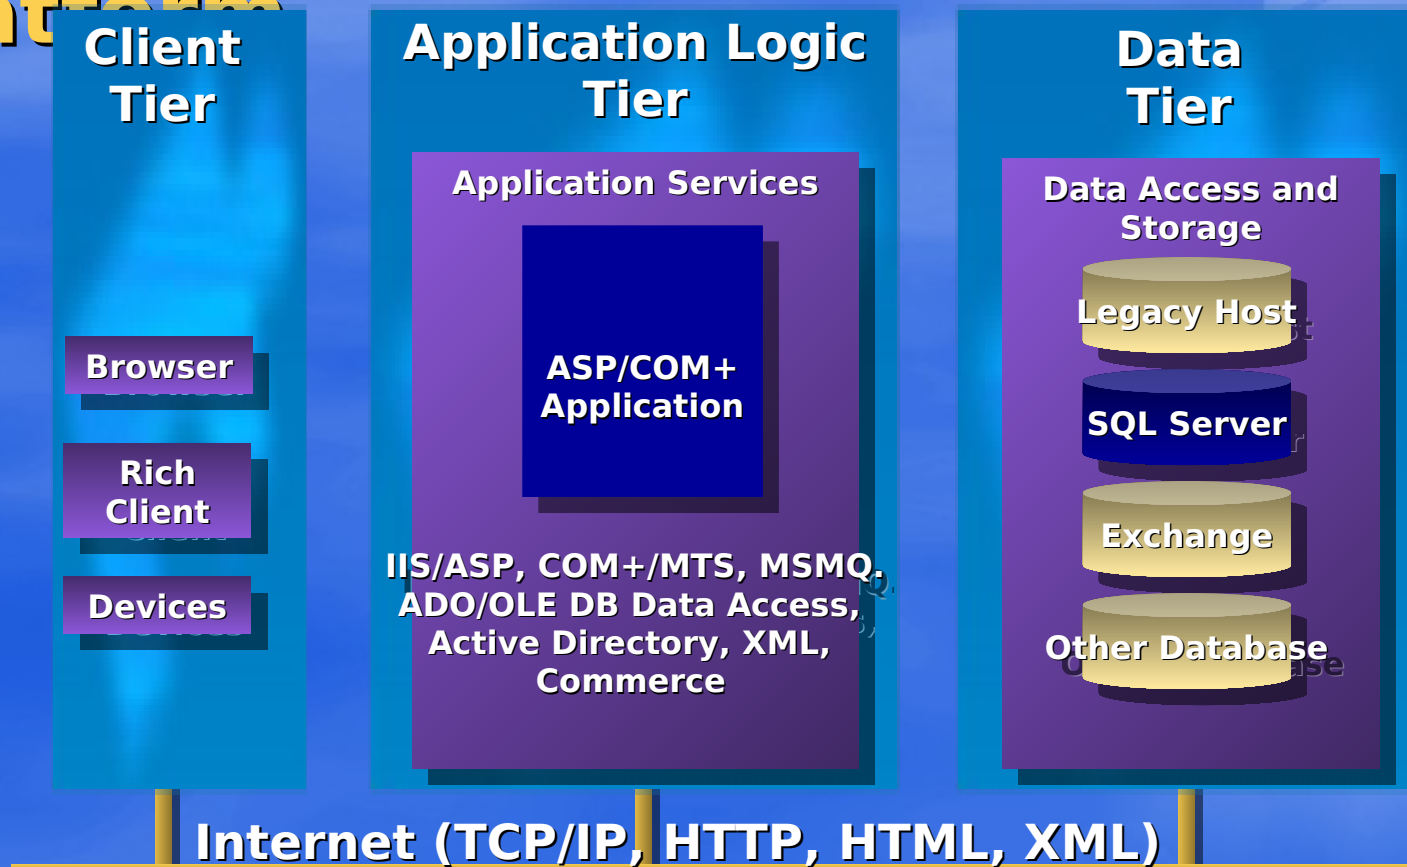 Client
Tier
Browser
Rich
Client
Devices
Application Logic
Tier
Application Services
ASP/COM+
Application
IIS/ASP, COM+/MTS, MSMQ.
ADO/OLE DB Data Access,
Active Directory, XML,
Commerce
Data
Tier
Data Access and
Storage
Legacy Host
SQL Server
Exchange
Other Database
Internet (TCP/IP, HTTP, HTML, XML)